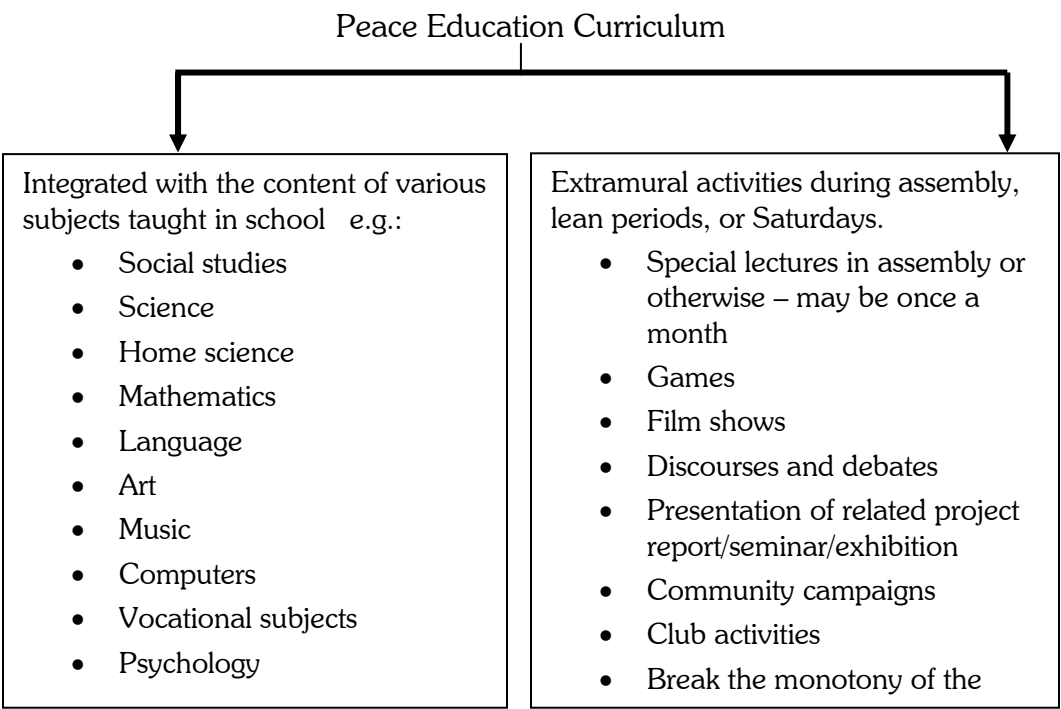 Peace Education Curriculum
Integrated with the content of various
subjects taught in school e.g.:
• Social studies
• Science
• Home science
• Mathematics
• Language
• Art
• Music
• Computers
• Vocational subjects
• Psychology
Extramural activities during assembly,
lean periods, or Saturdays.
• Special lectures in assembly or
otherwise – may be once a
month
• Games
• Film shows
• Discourses and debates
• Presentation of related project
report/seminar/exhibition
• Community campaigns
• Club activities
• Break the monotony of the